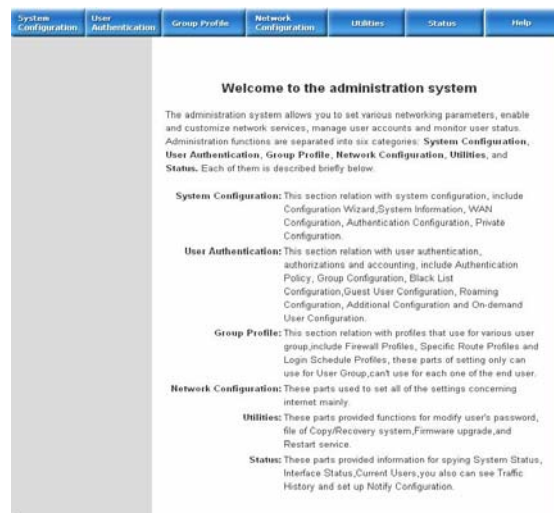 System Configuration
User Authentication
Group Profile
Network Configuration
Utilities
Status
Help
Welcome to the administration system
The administration system allows you to set various networking parameters, enable
and customize network services, manage user accounts and monitor user status.
Administration functions are separated into six categories: System Configuration,
User Authentication, Group Profile, Network Configuration, Utilities, and
Status. Each of them is described briefly below.
System Configuration: This section relation with system configuration, include
Configuration Wizard,System Information, WAN
Configuration, Authentication Configuration, Private
Configuration.
User Authentication: This section relation with user authentication,
authorizations and accounting, include Authentication
Policy, Group Configuration, Black List
Configuration,Guest User Configuration, Roaming
Configuration, Additional Configuration and On-demand
User Configuration.
Group Profile: This section relation with profiles that use for various user
group,include Firewall Profiles, Specific Route Profiles and
Login Schedule Profiles, these parts of setting only can
use for User Group,can't use for each one of the end user.
Network Configuration: These parts used to set all of the settings concerning
internet mainly.
Utilities: These parts provided functions for modify user's password,
file of Copy/Recovery system,Firmware upgrade,and
Restart service.
Status: These parts provided information for spying System Status,
Interface Status,Current Users,you also can see Traffic
History and set up Notify Configuration.